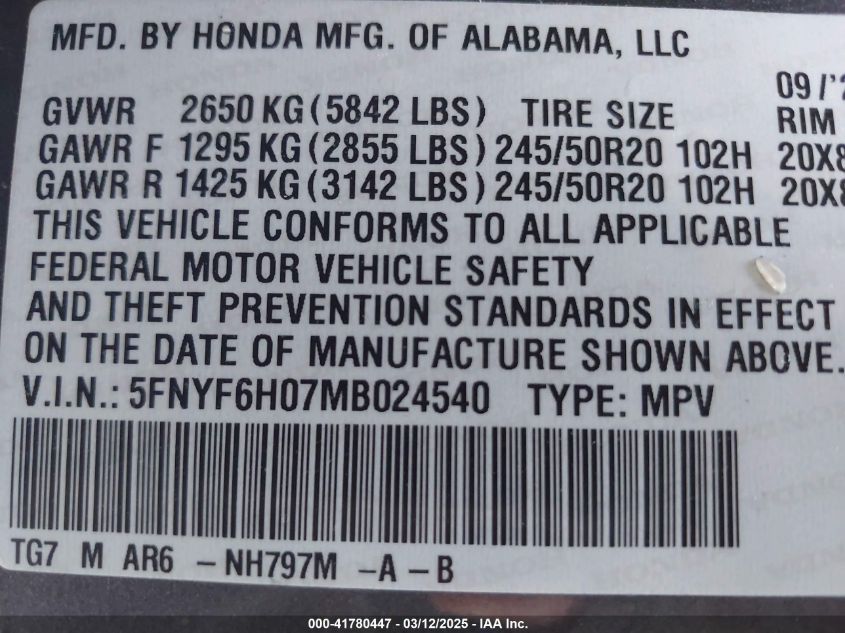 MFD. BY HONDA MFG. OF ALABAMA, LLC
09/'2
GVWR 2650 KG (5842 LBS) TIRE SIZE RIM
GAWR F 1295 KG (2855 LBS) 245/50R20 102H 20X8
GAWR R 1425 KG (3142 LBS) 245/50R20 102H 20X8
THIS VEHICLE CONFORMS TO ALL APPLICABLE
FEDERAL MOTOR VEHICLE SAFETY
AND THEFT PREVENTION STANDARDS IN EFFECT
ON THE DATE OF MANUFACTURE SHOWN ABOVE.
V.I.N.: 5FNYF6H07MB024540 TYPE: MPV
TG7 M AR6 – NH797M – A – B
000-41780447 - 03/12/2025 - IAA Inc.